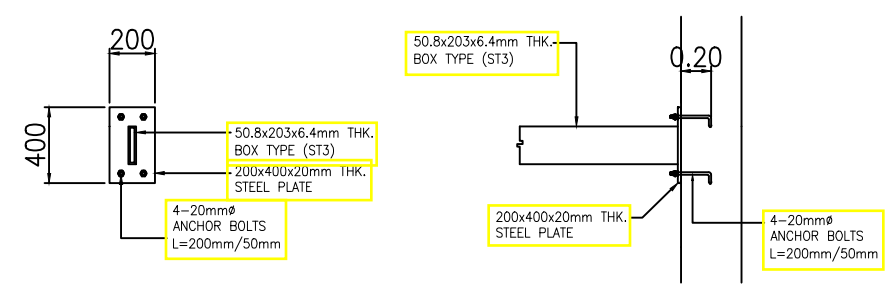 200
400
50.8x203x6.4mm THK.
BOX TYPE (ST3)
200x400x20mm THK.
STEEL PLATE
4-20mmø
ANCHOR BOLTS
L=200mm/50mm
50.8x203x6.4mm THK.
BOX TYPE (ST3)
0.20
200x400x20mm THK.
STEEL PLATE
4-20mmø
ANCHOR BOLTS
L=200mm/50mm